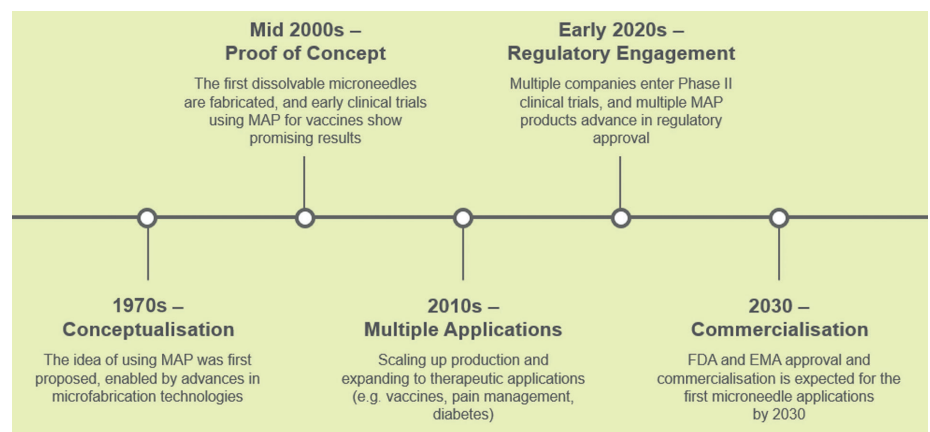 Mid 2000s –
Proof of Concept
The first dissolvable microneedles
are fabricated, and early clinical trials
using MAP for vaccines show
promising results
Early 2020s –
Regulatory Engagement
Multiple companies enter Phase II
clinical trials, and multiple MAP
products advance in regulatory
approval
1970s –
Conceptualisation
The idea of using MAP was first
proposed, enabled by advances in
microfabrication technologies
2010s –
Multiple Applications
Scaling up production and
expanding to therapeutic applications
(e.g. vaccines, pain management,
diabetes)
2030 –
Commercialisation
FDA and EMA approval and
commercialisation is expected for the
first microneedle applications
by 2030